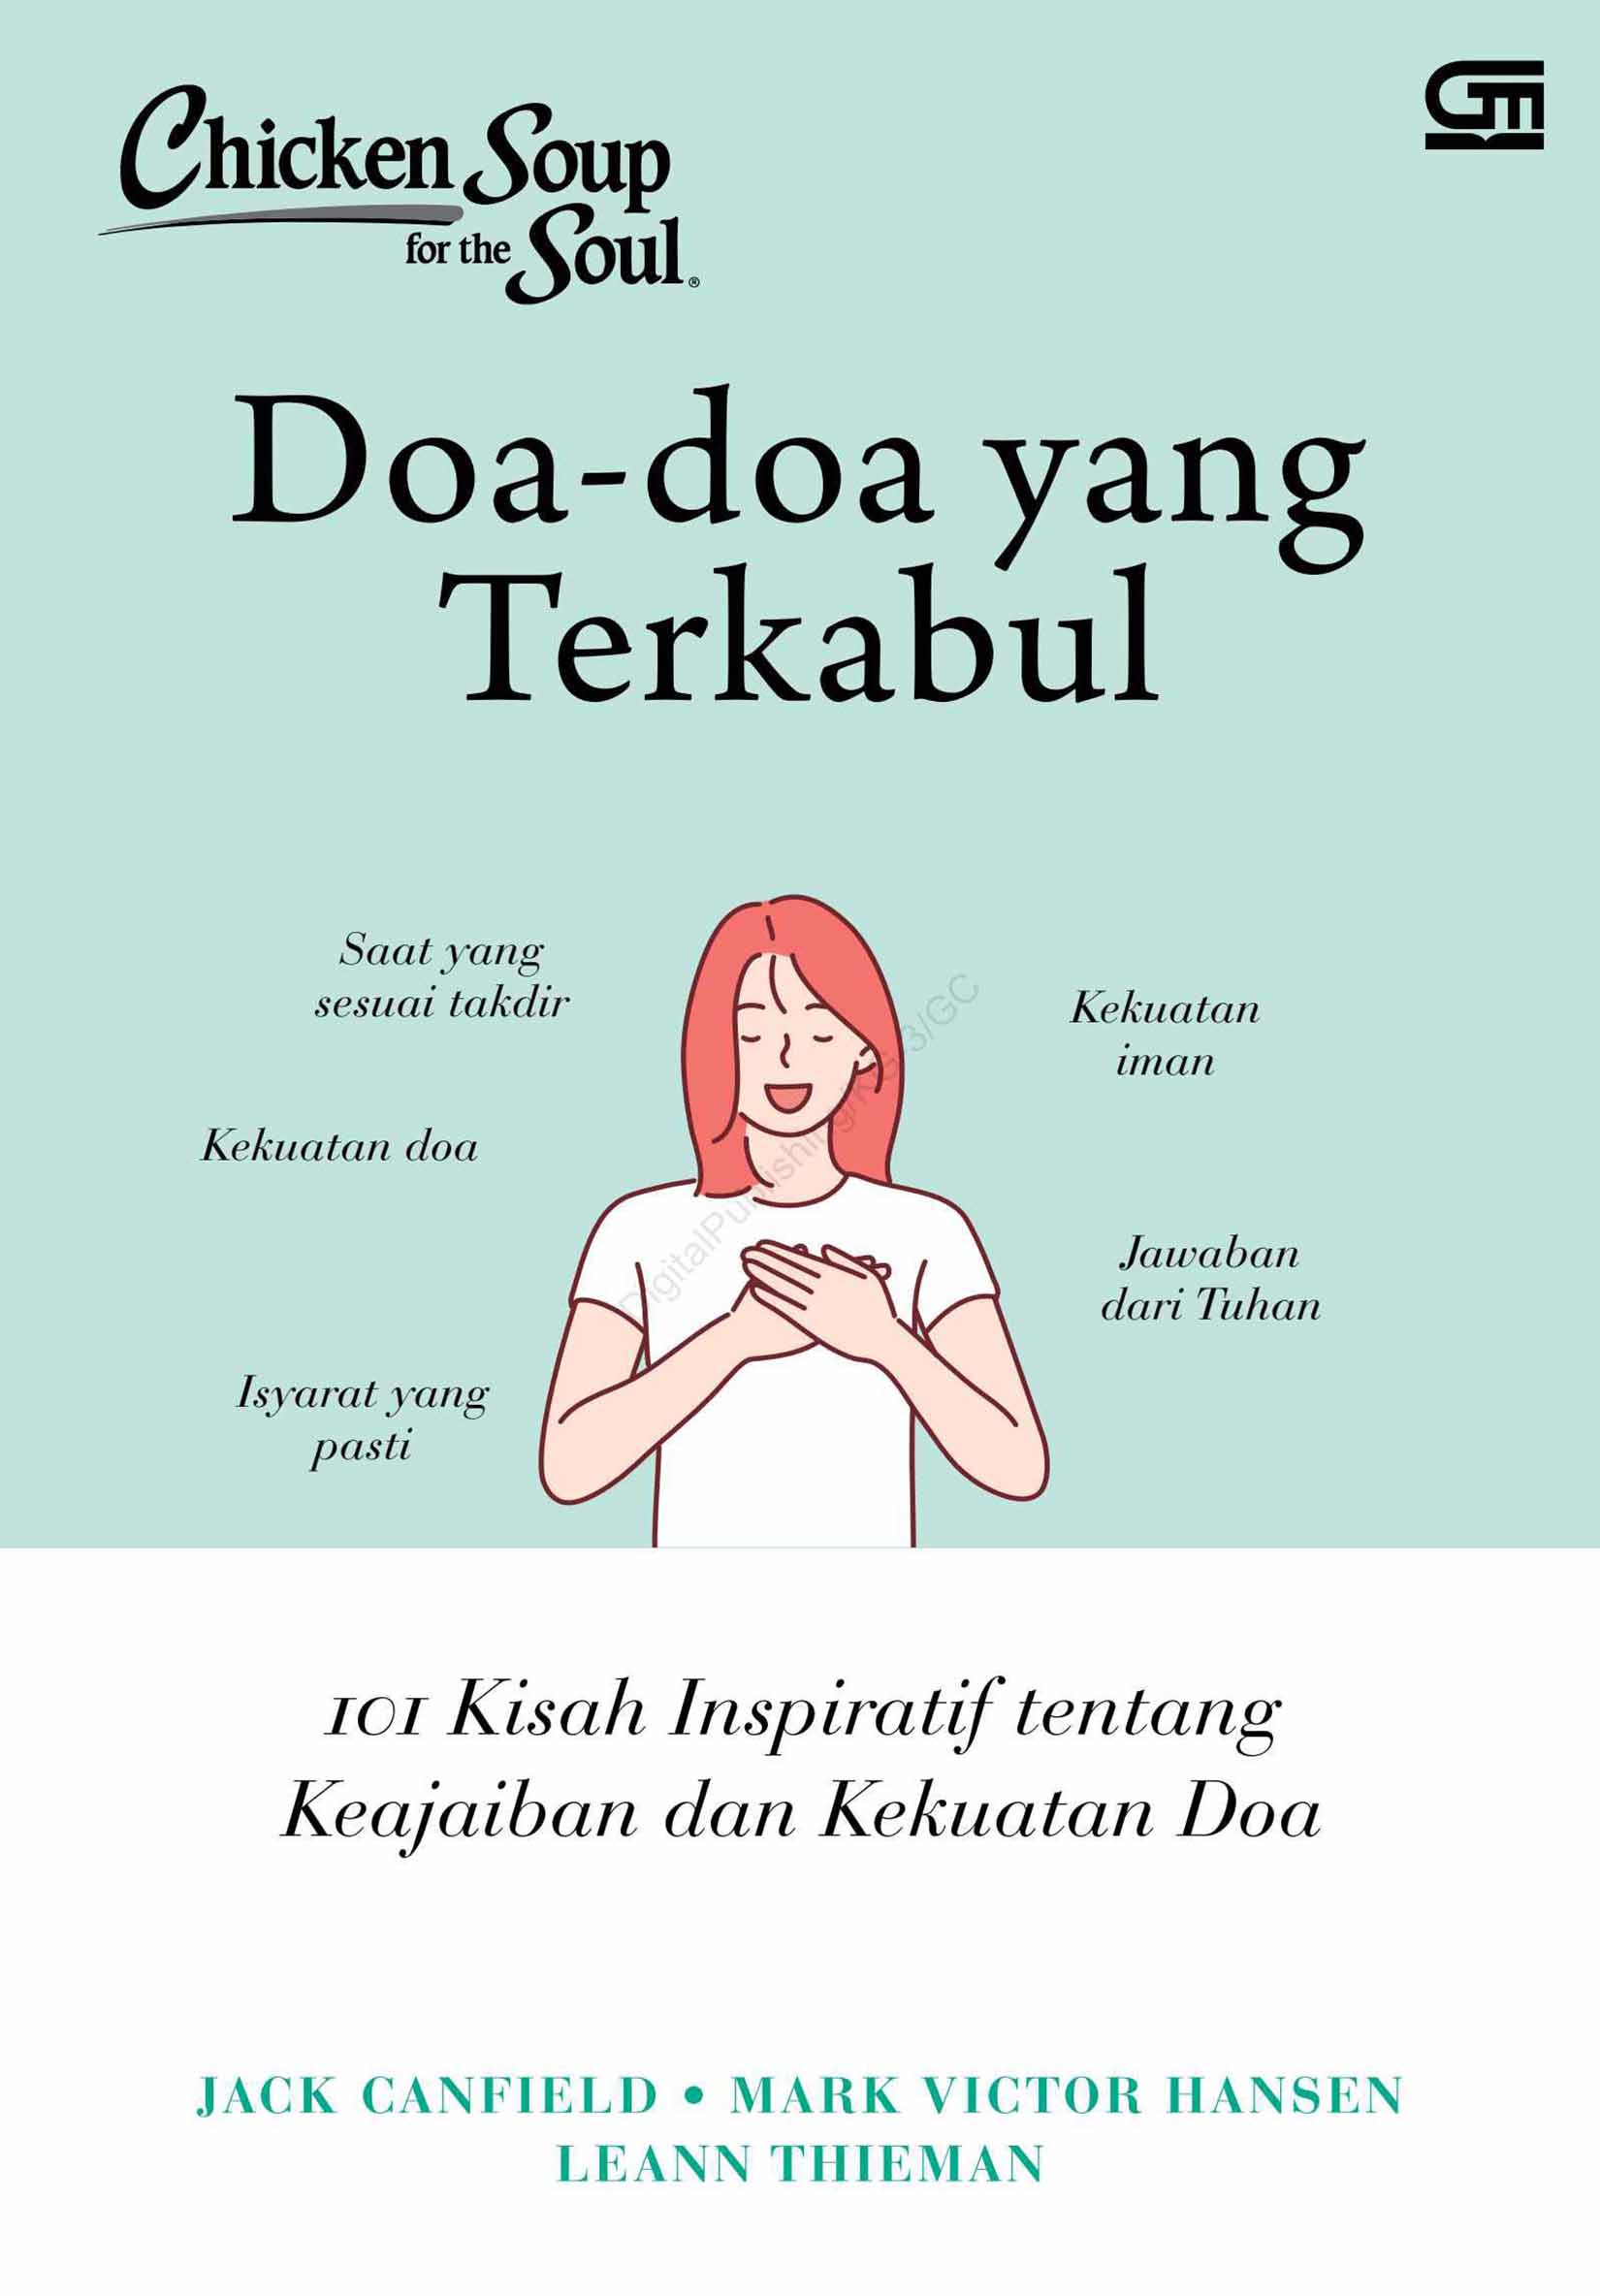 Chicken Soup
for the Soul®
GM
Doa-doa yang
Terkabul
Saat yang
sesuai takdir
Kekuatan
iman
Kekuatan doa
Jawaban
dari Tuhan
Isyarat yang
pasti
101 Kisah Inspiratif tentang
Keajaiban dan Kekuatan Doa
JACK CANFIELD • MARK VICTOR HANSEN
LEANN THIEMAN